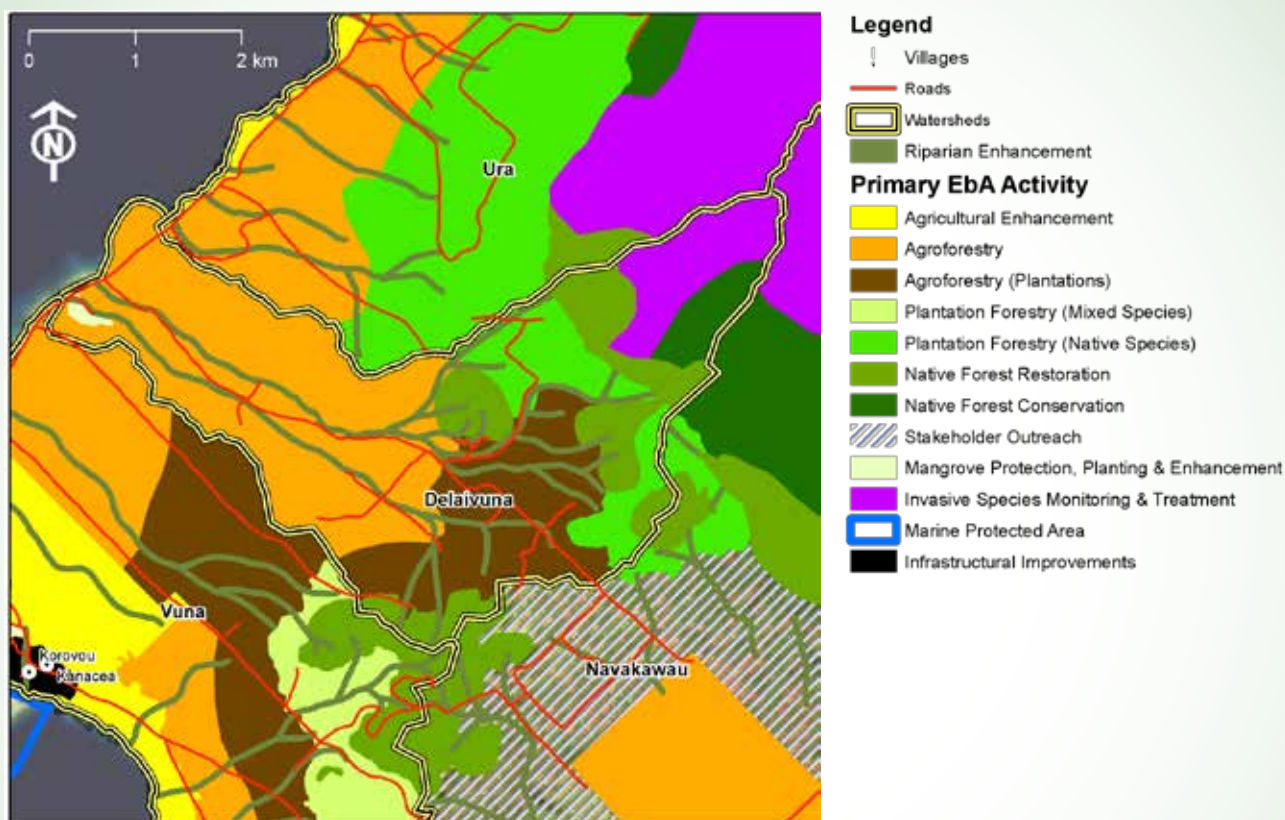 0 1 2 km
N
Ura
Delaivuna
Vuna
Korovou
Kanacea
Navakawau
Legend
Villages
Roads
Watersheds
Riparian Enhancement
Primary EbA Activity
Agricultural Enhancement
Agroforestry
Agroforestry (Plantations)
Plantation Forestry (Mixed Species)
Plantation Forestry (Native Species)
Native Forest Restoration
Native Forest Conservation
Stakeholder Outreach
Mangrove Protection, Planting & Enhancement
Invasive Species Monitoring & Treatment
Marine Protected Area
Infrastructural Improvements